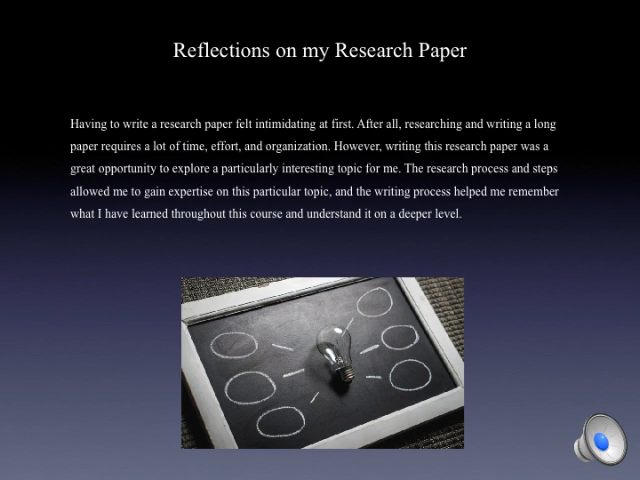 Reflections on my Research Paper
Having to write a research paper felt intimidating at first. After all, researching and writing a long
paper requires a lot of time, effort, and organization. However, writing this research paper was a
great opportunity to explore a particularly interesting topic for me. The research process and steps
allowed me to gain expertise on this particular topic, and the writing process helped me remember
what I have learned throughout this course and understand it on a deeper level.